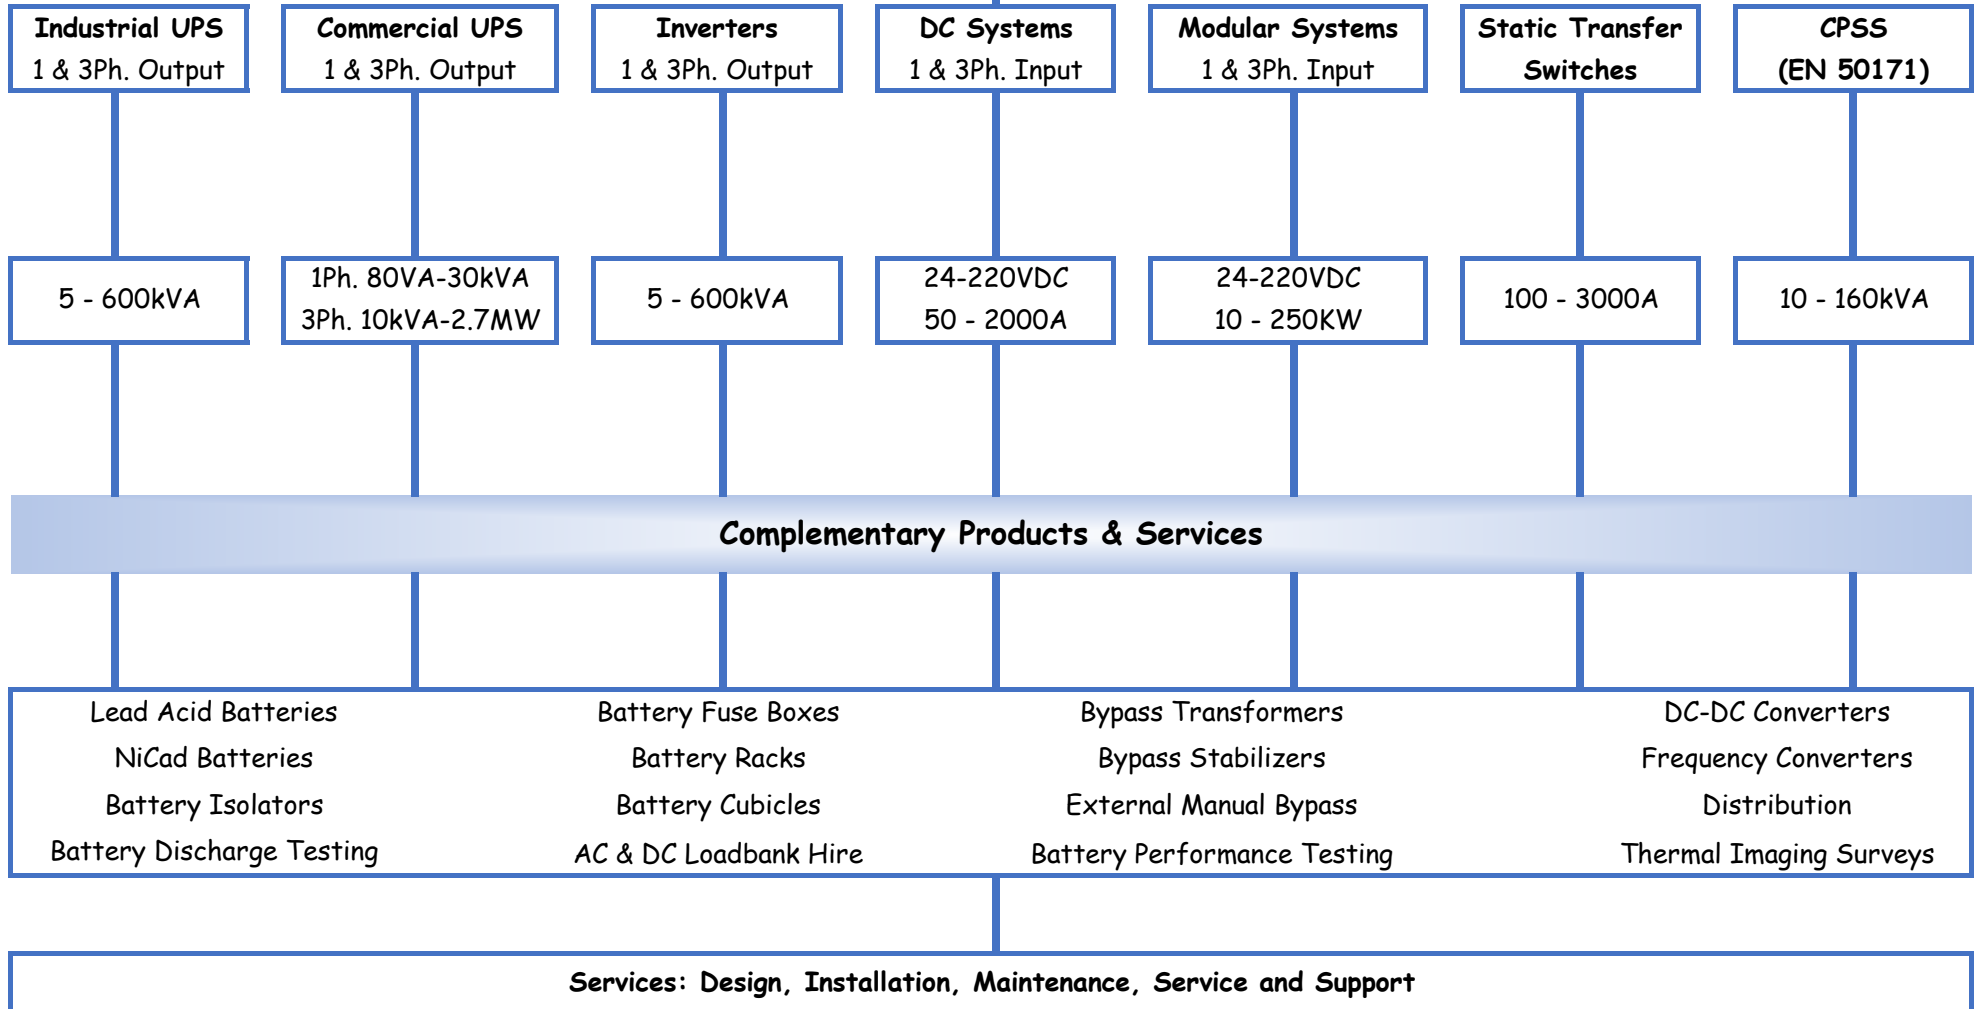 Industrial UPS
1 & 3Ph. Output
Commercial UPS
1 & 3Ph. Output
Inverters
1 & 3Ph. Output
DC Systems
1 & 3Ph. Input
Modular Systems
1 & 3Ph. Input
Static Transfer
Switches
CPSS
(EN 50171)
5 - 600kVA
1Ph. 80VA-30kVA
3Ph. 10kVA-2.7MW
5 - 600kVA
24-220VDC
50 - 2000A
24-220VDC
10 - 250KW
100 - 3000A
10 - 160kVA
Complementary Products & Services
Lead Acid Batteries
NiCad Batteries
Battery Isolators
Battery Discharge Testing
Battery Fuse Boxes
Battery Racks
Battery Cubicles
AC & DC Loadbank Hire
Bypass Transformers
Bypass Stabilizers
External Manual Bypass
Battery Performance Testing
DC-DC Converters
Frequency Converters
Distribution
Thermal Imaging Surveys
Services: Design, Installation, Maintenance, Service and Support